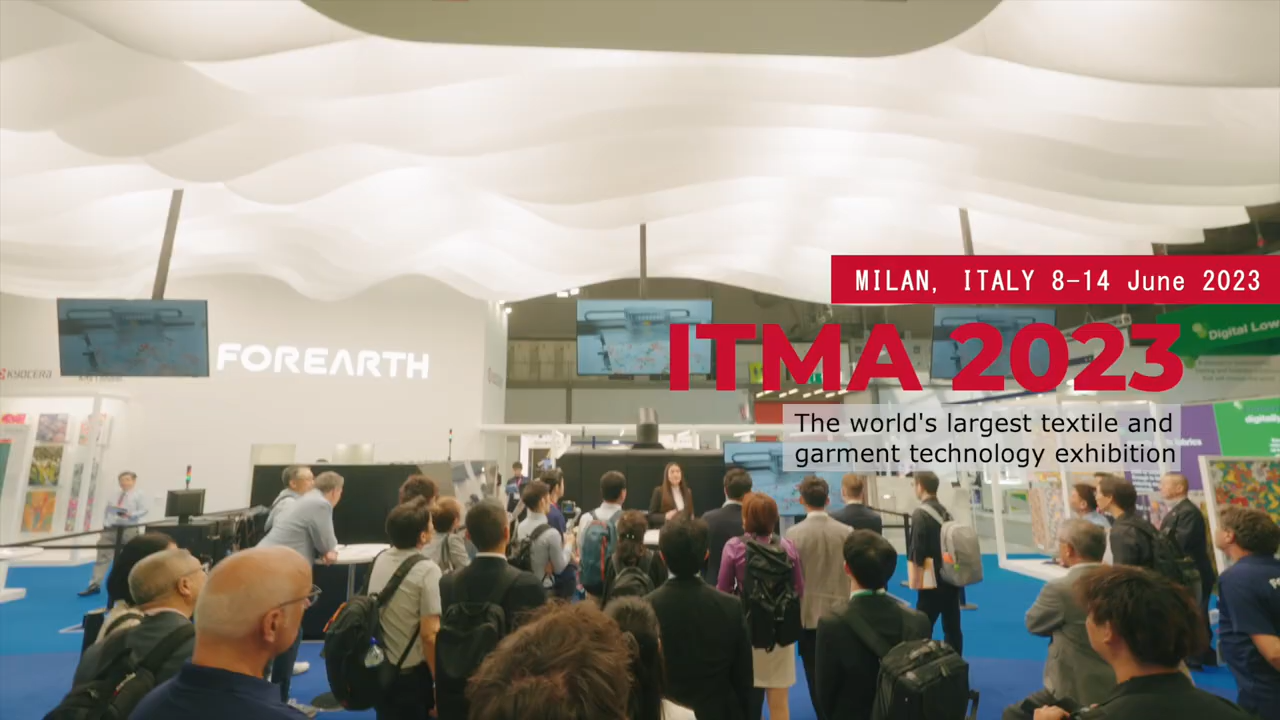 MILAN, ITALY 8-14 June 2023
FOREARTH
ITMA 2023
Digital Low
KYOCERA
The world's largest textile and
garment technology exhibition